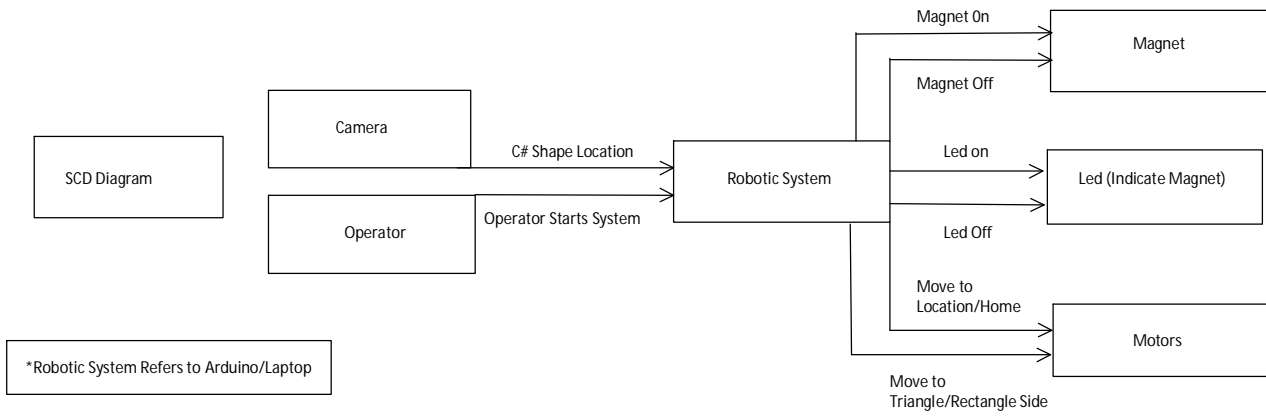 Magnet 0n
Magnet
Magnet Off
Camera
SCD Diagram
C# Shape Location
Robotic System
Led on
Led (Indicate Magnet)
Operator
Operator Starts System
Led Off
Move to
Location/Home
Motors
*Robotic System Refers to Arduino/Laptop
Move to
Triangle/Rectangle Side